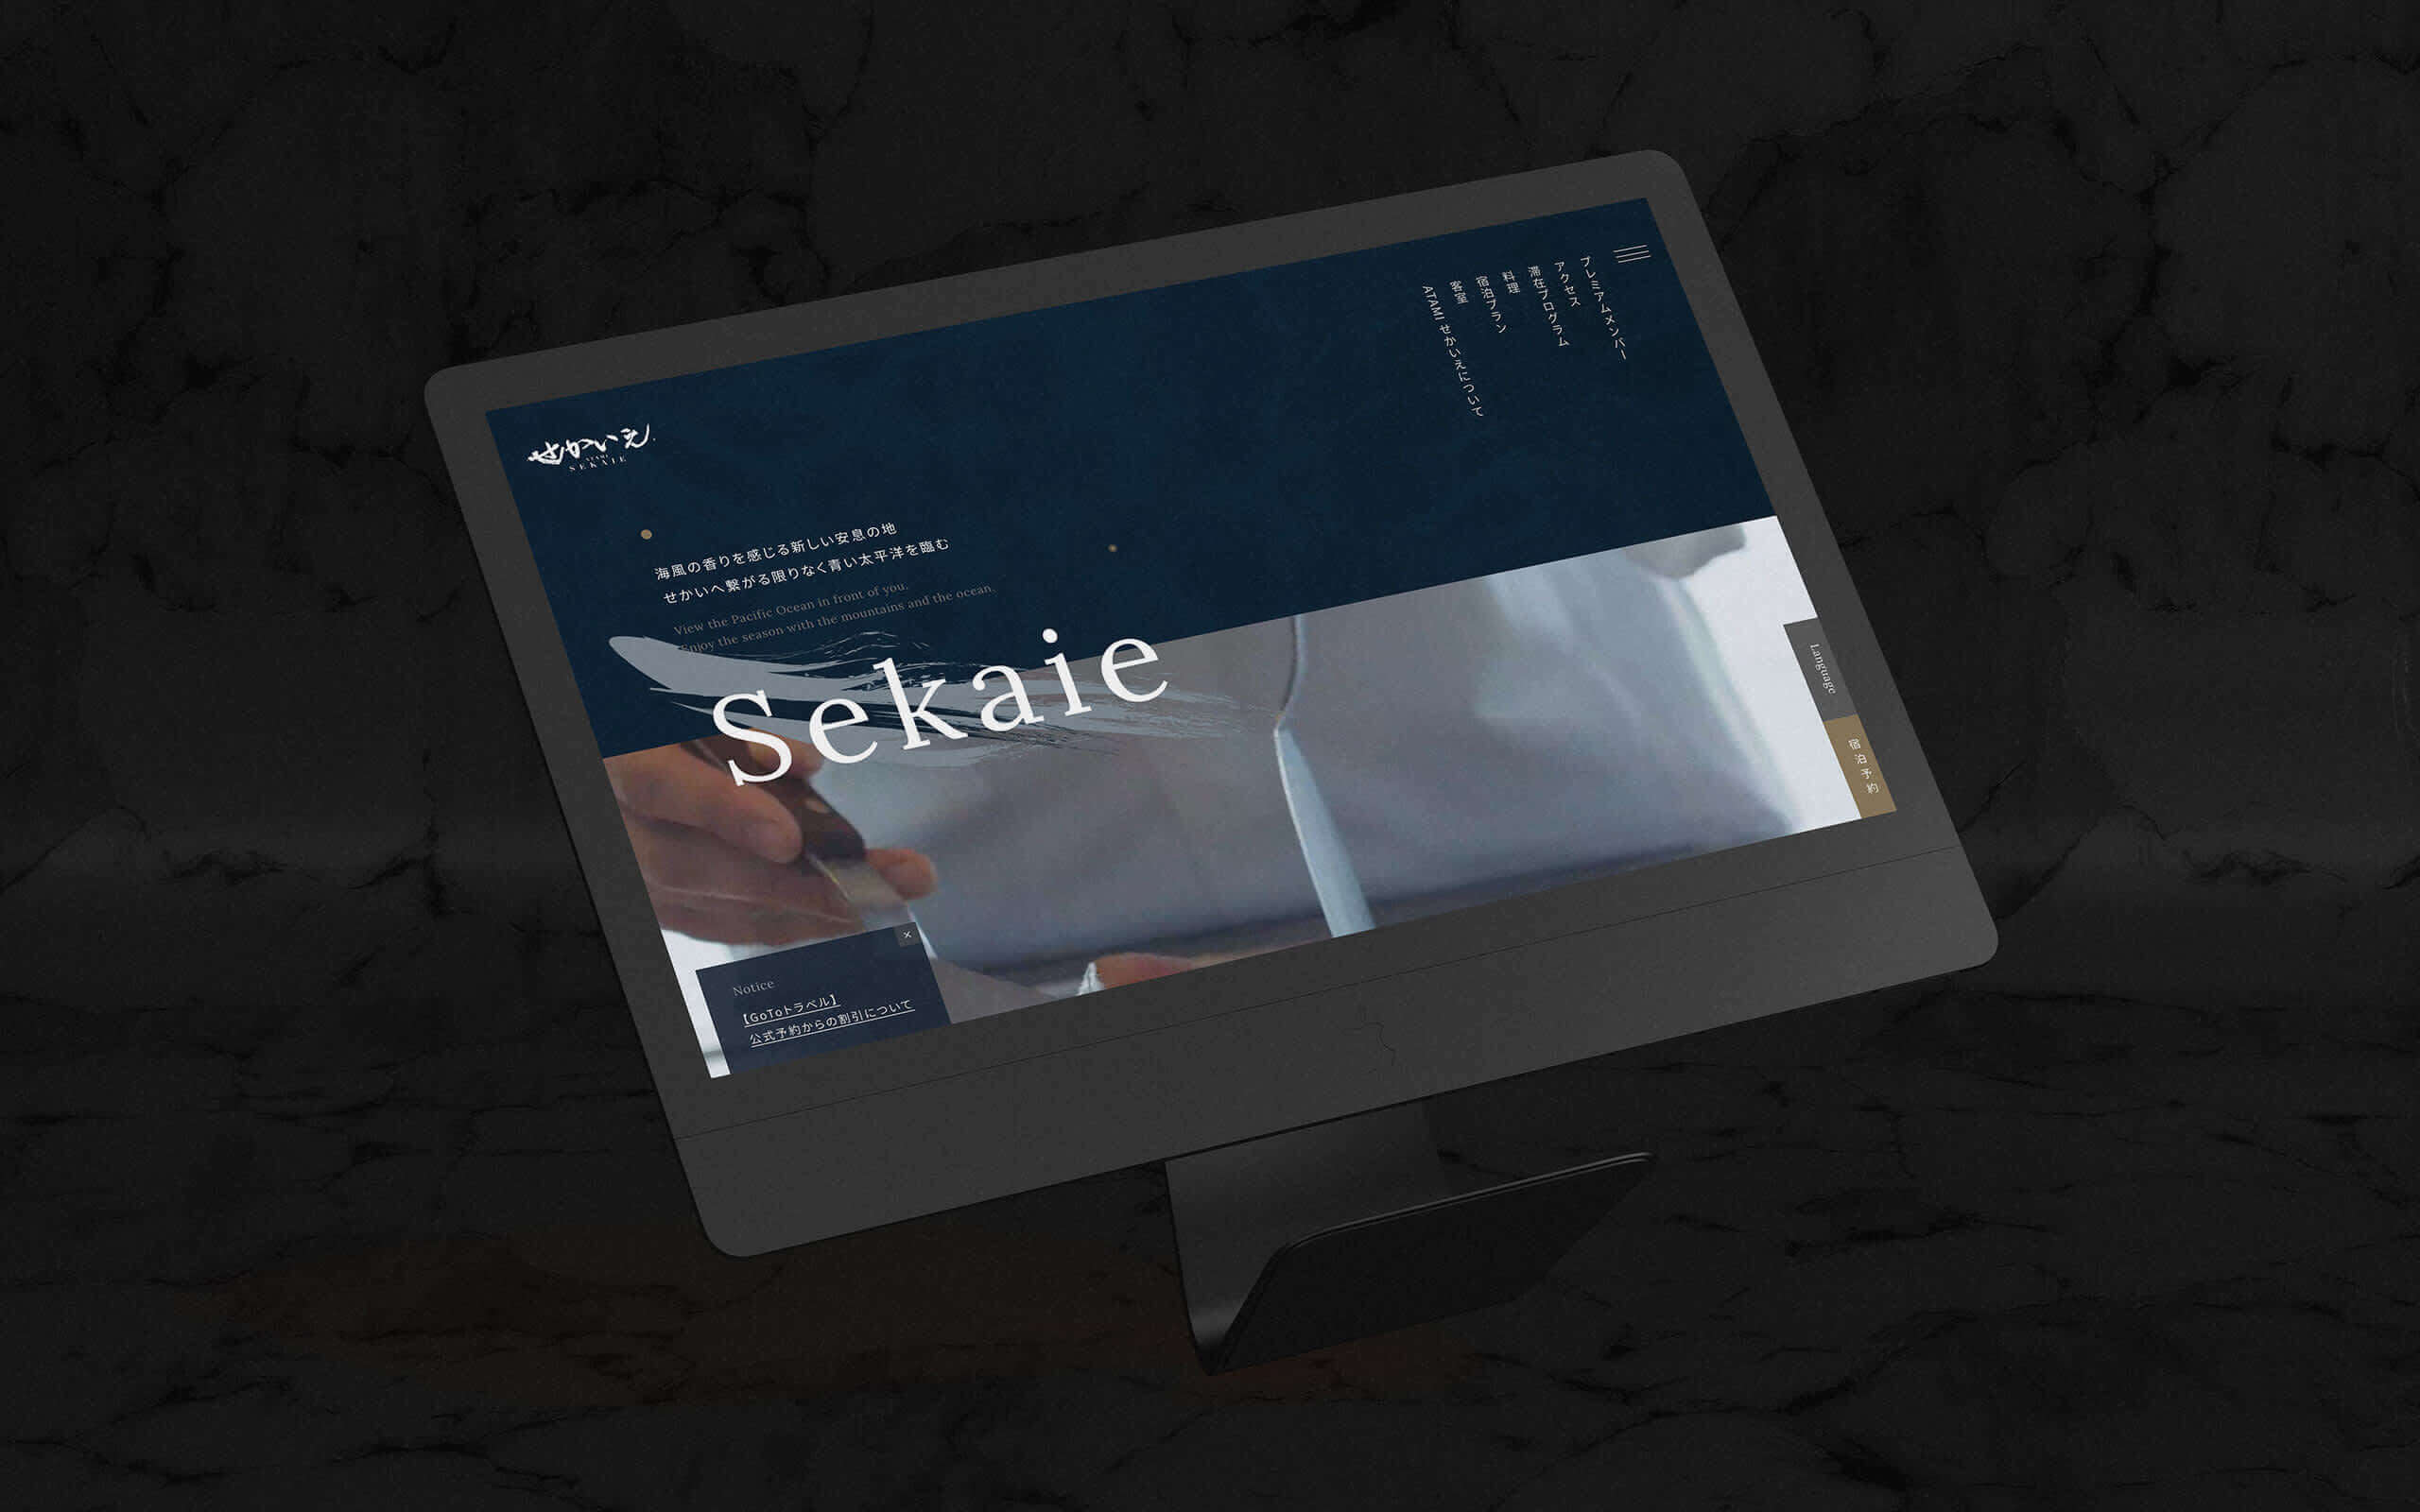 せかいえ
ATAMI
SEKAIE
プレミアムメンバー
アクセス
滞在プログラム
料理
宿泊プラン
客室
ATAMI せかいえについて
海風の香りを感じる新しい安息の地
せかいへ繋がる限りなく青い太平洋を臨む
View the Pacific Ocean in front of you.
Enjoy the season with the mountains and the ocean.
Sekaie
Language
宿泊予約
Notice
【GoToトラベル】
公式予約からの割引について